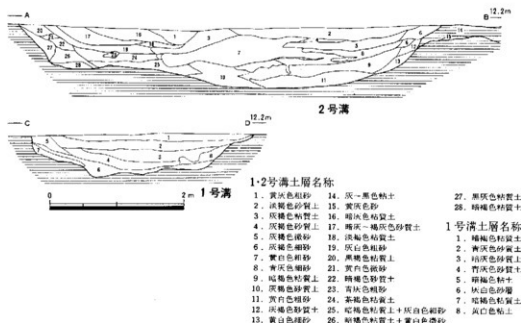 A
B
12.2m
2号溝
C
D
12.2m
1号溝
0
2m
1・2号溝土層名称
1. 黄灰色粗砂
2. 淡褐色砂質土
3. 灰褐色粘質土
4. 灰褐色砂質土
5. 灰褐色微砂
6. 灰褐色細砂
7. 黄白色粗砂
8. 青灰色細砂
9. 暗褐色粘質土
10. 灰褐色砂質土
11. 黄白色粗砂
12. 灰褐色砂質土
13. 黄白色細砂
14. 灰~黒色粘土
15. 黄灰色砂
16. 暗灰色粘質土
17. 暗灰~褐灰色砂質土
18. 淡褐色粘質土
19. 灰白色粗砂
20. 黒褐色粘質土
21. 黄白色微砂
22. 暗褐色砂質土
23. 青灰色粗砂
24. 茶褐色粘質土
25. 暗褐色粘質土+灰白色細砂
26. 暗褐色粘質土+黄白色微砂
27. 黒灰色粘質土
28. 暗褐色粘質土
1号溝土層名称
1. 暗褐色粘質土
2. 青灰色砂質土
3. 暗灰色砂質土
4. 青灰色砂質土
5. 暗褐色粘土
6. 灰白色砂層
7. 暗褐色粘質土
8. 黄白色粘土